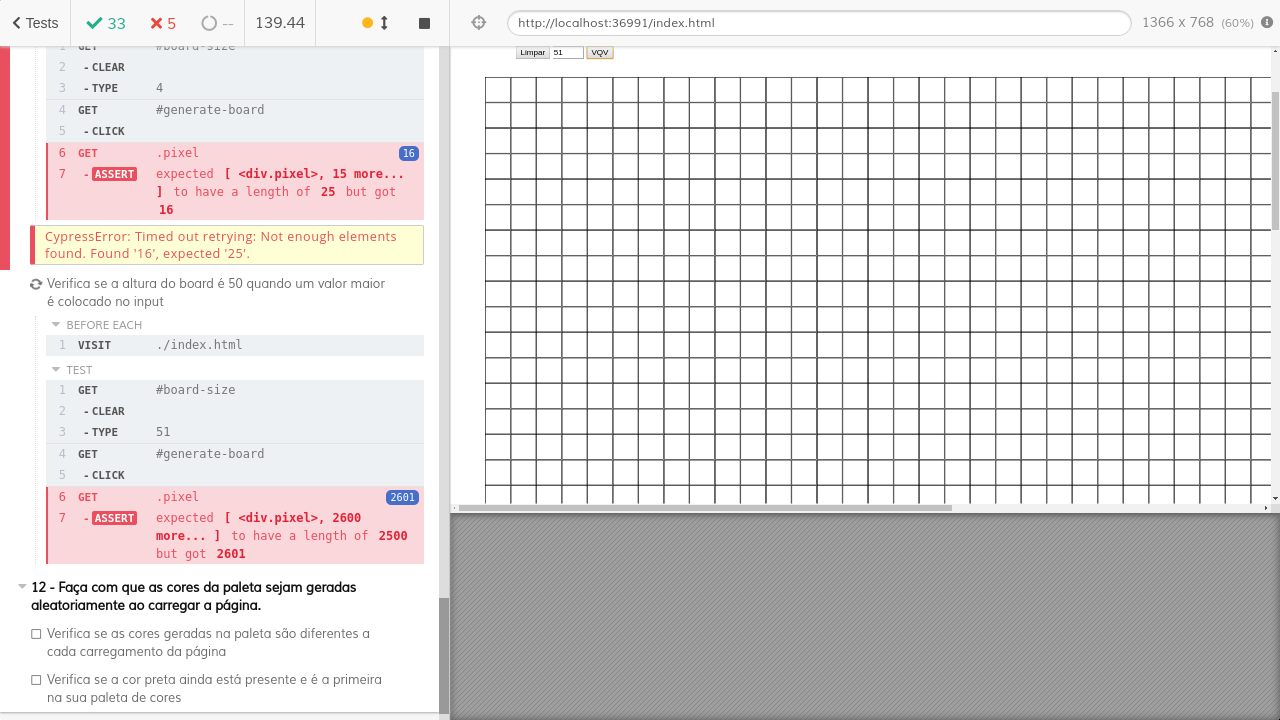 Tests 33 5 -- 139.44
http://localhost:36991/index.html 1366 x 768 (60%)
1 GET #board-size
2 -CLEAR
3 -TYPE 4
4 GET #generate-board
5 -CLICK
6 GET .pixel 16
7 -ASSERT expected [ <div.pixel>, 15 more...
] to have a length of 25 but got
16
CypressError: Timed out retrying: Not enough elements
found. Found '16', expected '25'.
Verifica se a altura do board é 50 quando um valor maior
é colocado no input
BEFORE EACH
1 VISIT ./index.html
TEST
1 GET #board-size
2 -CLEAR
3 -TYPE 51
4 GET #generate-board
5 -CLICK
6 GET .pixel 2601
7 -ASSERT expected [ <div.pixel>, 2600
more... ] to have a length of 2500
but got 2601
12 - Faça com que as cores da paleta sejam geradas
aleatoriamente ao carregar a página.
Verifica se as cores geradas na paleta são diferentes a
cada carregamento da página
Verifica se a cor preta ainda está presente e é a primeira
na sua paleta de cores
Limpar 51 VQV